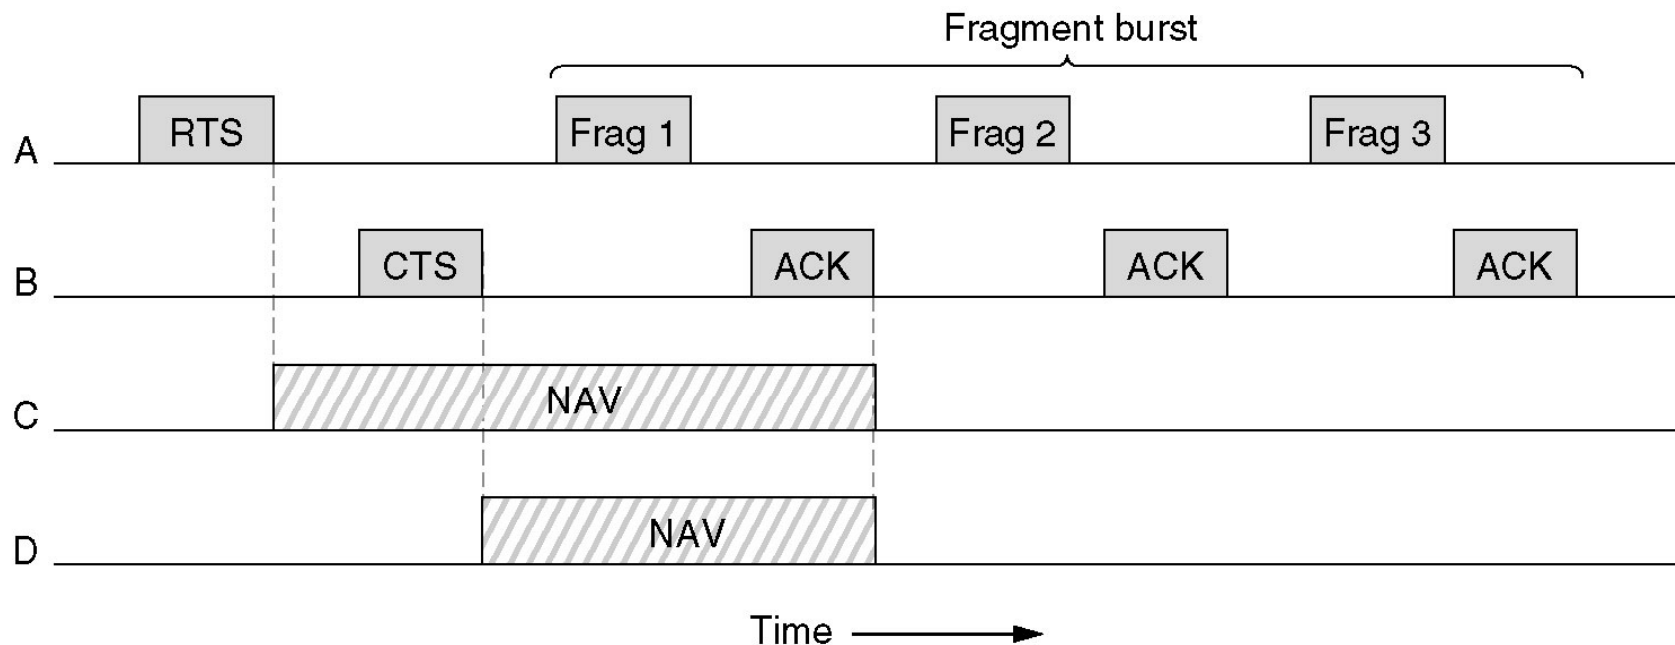 Fragment burst
A RTS Frag 1 Frag 2 Frag 3
B CTS ACK ACK ACK
C NAV
D NAV
Time